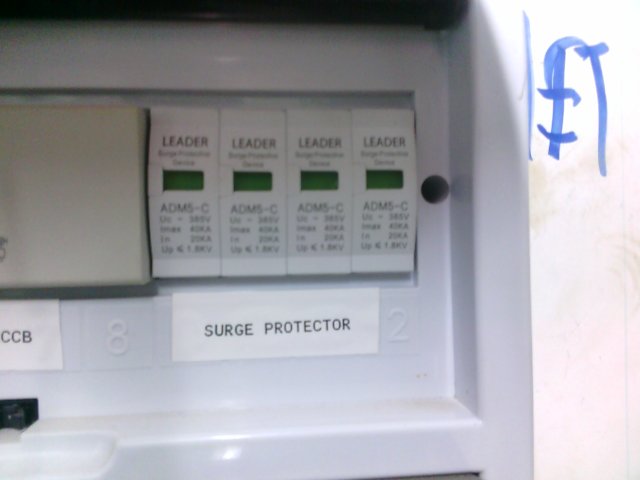 LEADER
Surge Protective
Device
ADM5-C
Uc ~ 385V
Imax 40KA
In 20KA
Up ≤ 1.8KV
LEADER
Surge Protective
Device
ADM5-C
Uc ~ 385V
Imax 40KA
In 20KA
Up ≤ 1.8KV
LEADER
Surge Protective
Device
ADM5-C
Uc ~ 385V
Imax 40KA
In 20KA
Up ≤ 1.8KV
LEADER
Surge Protective
Device
ADM5-C
Uc ~ 385V
Imax 40KA
In 20KA
Up ≤ 1.8KV
CCB
8
SURGE PROTECTOR
2